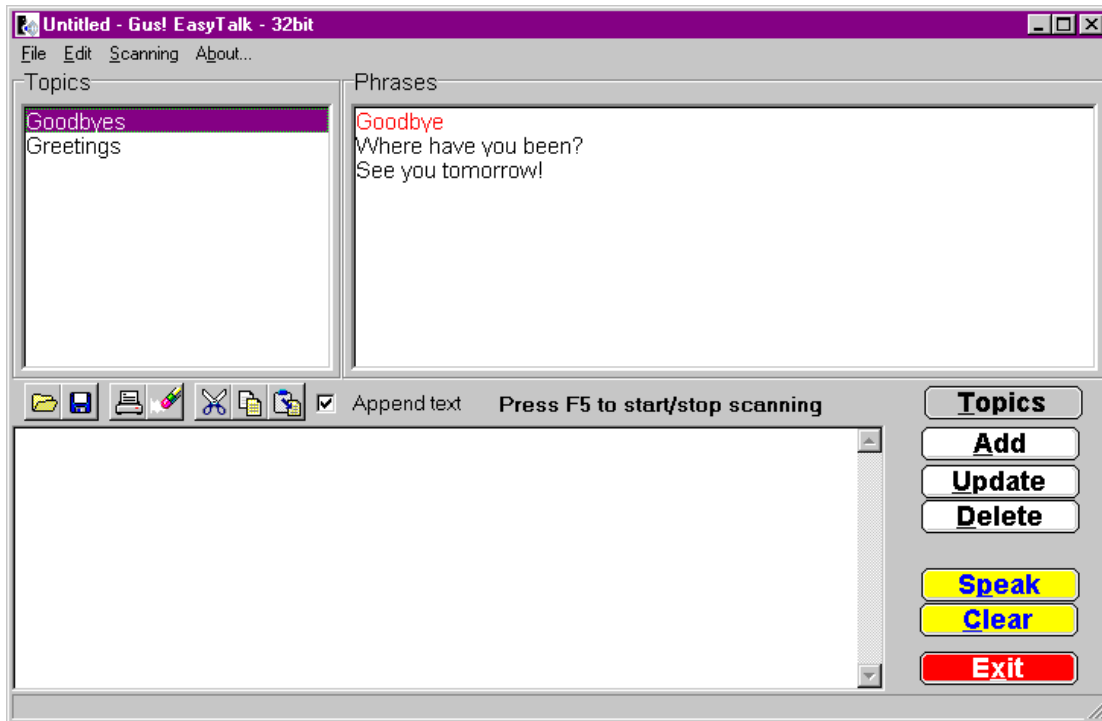 Untitled - Gus! EasyTalk - 32bit
File Edit Scanning About...
Topics
Goodbyes
Greetings
Phrases
Goodbye
Where have you been?
See you tomorrow!
Append text
Press F5 to start/stop scanning
Topics
Add
Update
Delete
Speak
Clear
Exit